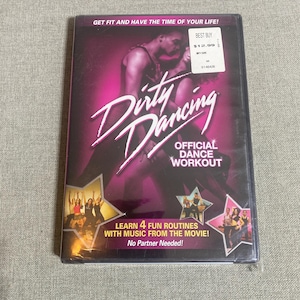 GET FIT AND HAVE THE TIME OF YOUR LIFE!
BEST BUY
Dirty
Dancing
OFFICIAL
DANCE
WORKOUT
LEARN 4 FUN ROUTINES
WITH MUSIC FROM THE MOVIE!
No Partner Needed!